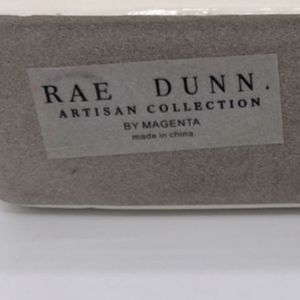 RAE DUNN.
ARTISAN COLLECTION
BY MAGENTA
made in china